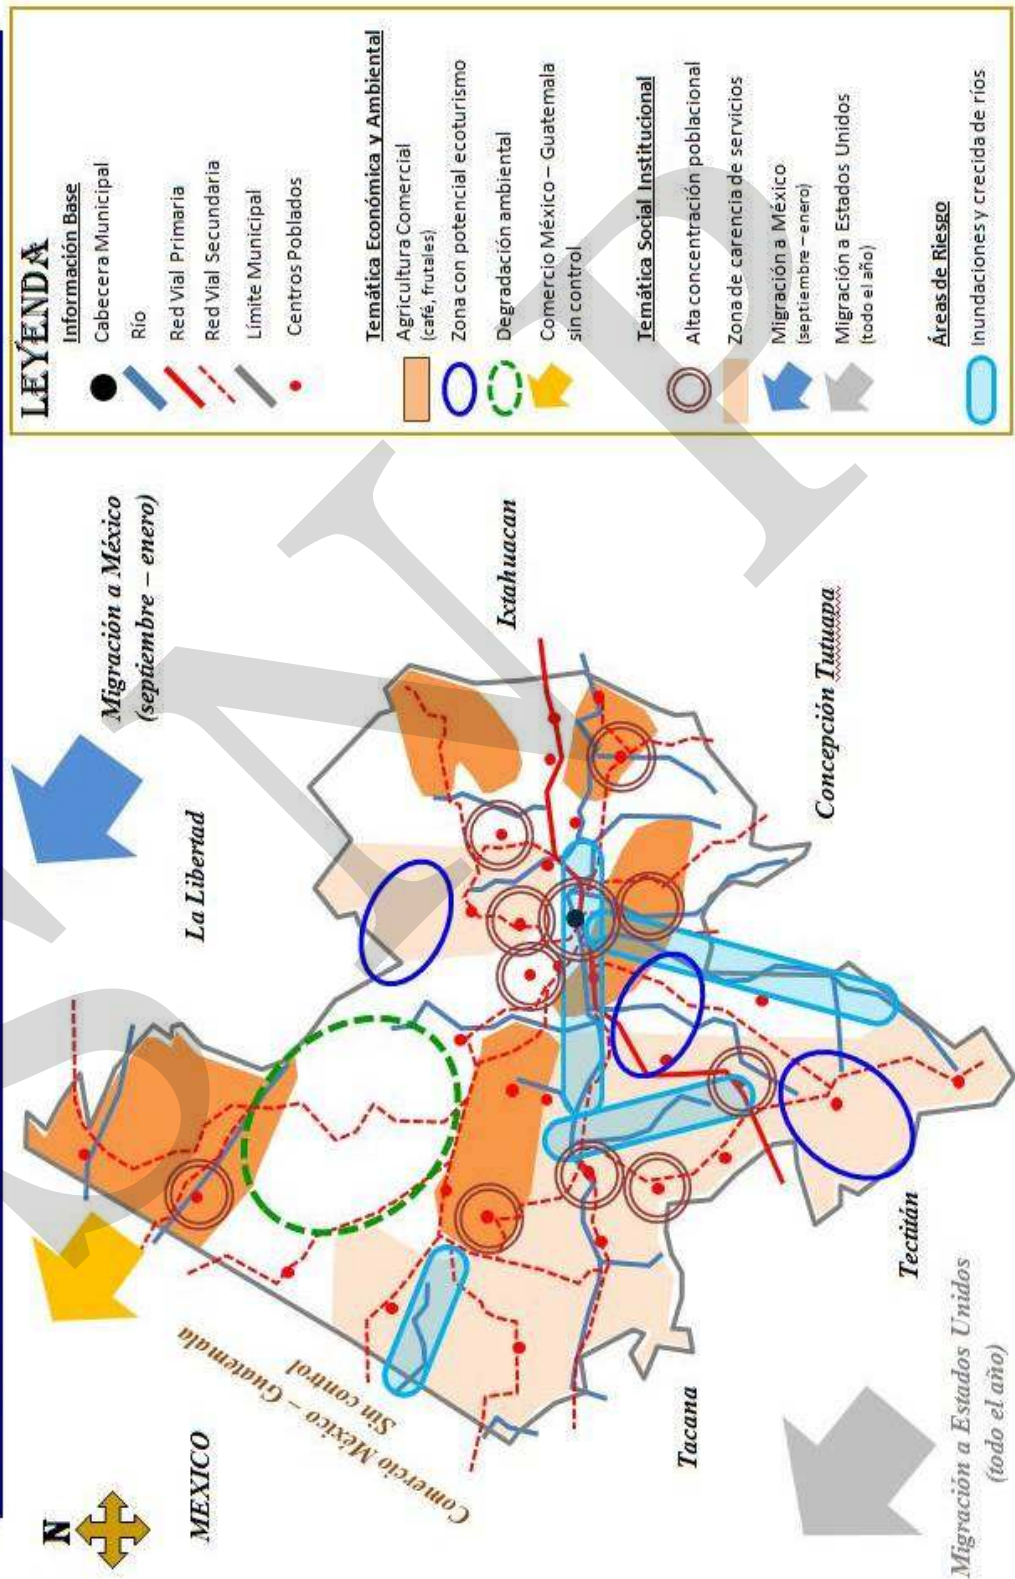 N
MEXICO
Comercio México – Guatemala
Sin control
La Libertad
Migración a México
(septiembre – enero)
Ixtahuacan
Concepción Tutuapa
Tectitán
Tacana
Migración a Estados Unidos
(todo el año)
LEYENDA
Información Base
Cabecera Municipal
Río
Red Vial Primaria
Red Vial Secundaria
Límite Municipal
Centros Poblados
Temática Económica y Ambiental
Agricultura Comercial
(café, frutales)
Zona con potencial ecoturismo
Degradación ambiental
Comercio México – Guatemala
sin control
Temática Social Institucional
Alta concentración poblacional
Zona de carencia de servicios
Migración a México
(septiembre – enero)
Migración a Estados Unidos
(todo el año)
Áreas de Riesgo
Inundaciones y crecida de ríos